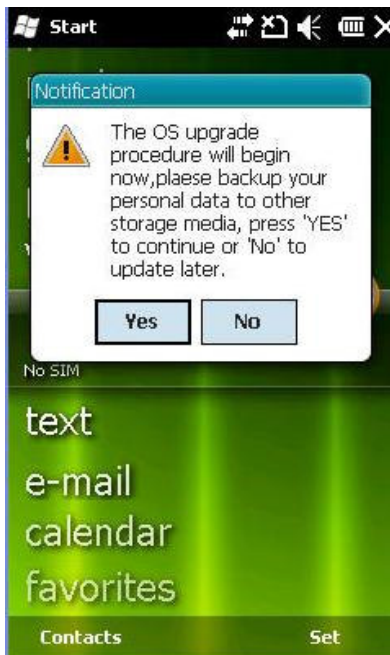 Start
Notification
The OS upgrade
procedure will begin
now,plaese backup your
personal data to other
storage media, press 'YES'
to continue or 'No' to
update later.
Yes No
No SIM
text
e-mail
calendar
favorites
Contacts Set